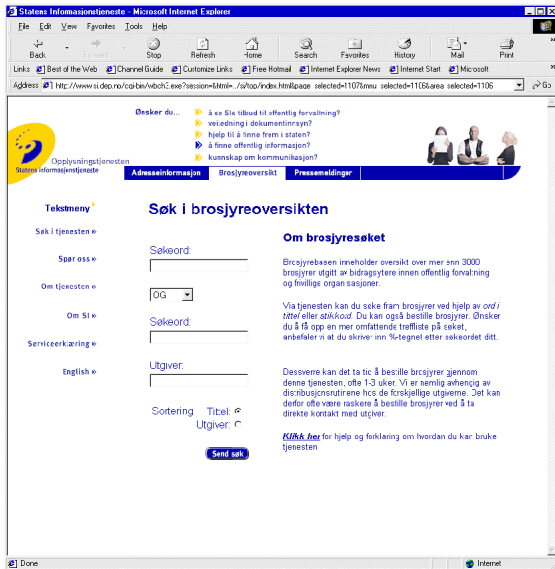 Statens Informasjonstjeneste - Microsoft Internet Explorer
File Edit View Favorites Tools Help
Back Forward Stop Refresh Home Search Favorites History Mail Print
Links Best of the Web Channel Guide Customize Links Free Hotmail Internet Explorer News Internet Start Microsoft
Address http://www.si.dep.no/cgi-bin/wbch3.exe?session=&html=../si/top/index.html&page_selected=1107&mnu_selected=1106&area_selected=1106 Go
Ønsker du...
å se SIs tilbud til offentlig forvaltning?
veiledning i dokumentinnsyn?
hjelp til å finne frem i staten?
å finne offentlig informasjon?
kunnskap om kommunikasjon?
Opplysningstjenesten
Statens informasjonstjeneste
Adresseinformasjon Brosjyreoversikt Pressemeldinger
Tekstmeny
Søk i tjenesten »
Spør oss »
Om tjenesten »
Om SI »
Serviceerklæring »
English »
Søk i brosjyreoversikten
Søkeord:
OG
Søkeord:
Utgiver:
Sortering Tittel:
Utgiver:
Send søk
Om brosjyresøket
Brosjyrebasen inneholder oversikt over mer enn 3000
brosjyrer utgitt av bidragsytere innen offentlig forvaltning
og frivillige organisasjoner.
Via tjenesten kan du søke fram brosjyrer ved hjelp av ord i
tittel eller stikkord. Du kan også bestille brosjyrer. Ønsker
du å få opp en mer omfattende treffliste på søket,
anbefaler vi at du skriver inn %-tegnet etter søkeordet ditt.
Dessverre kan det ta tid å bestille brosjyrer gjennom
denne tjenesten, ofte 1-3 uker. Vi er nemlig avhengig av
distribusjonsrutinene hos de forskjellige utgiverne. Det kan
derfor ofte være raskere å bestille brosjyrer ved å ta
direkte kontakt med utgiver.
Klikk her for hjelp og forklaring om hvordan du kan bruke
tjenesten
Done Internet